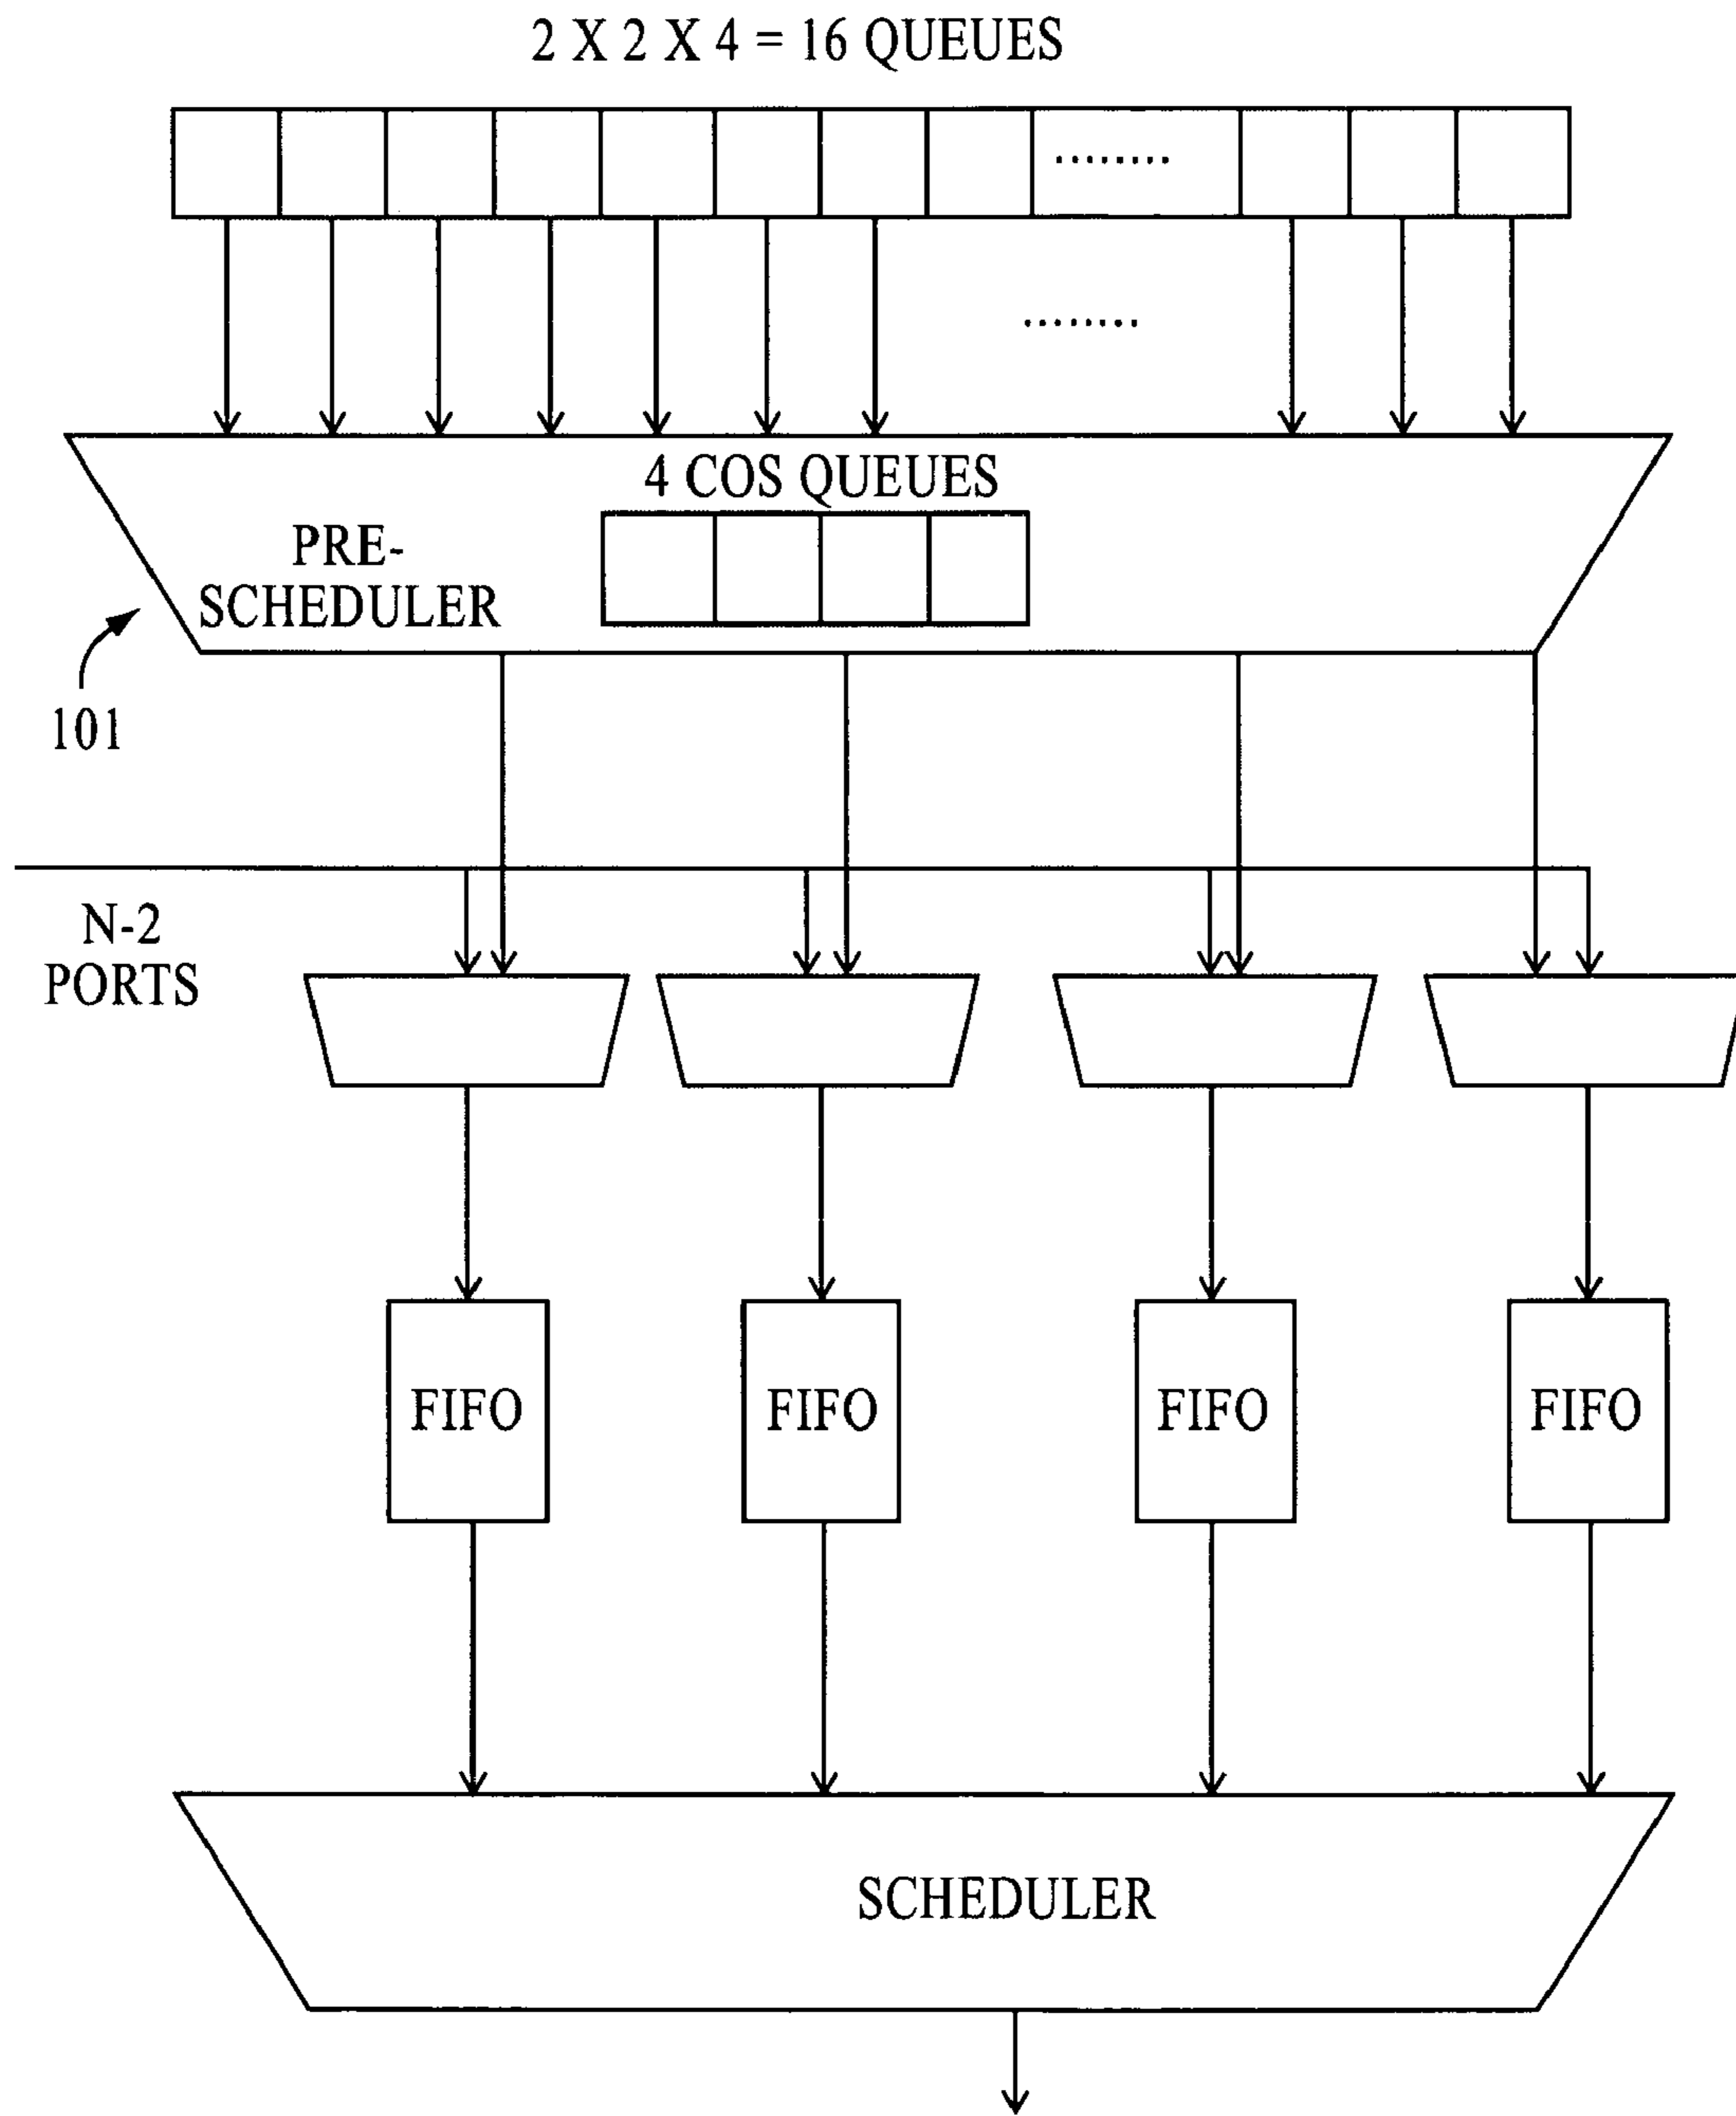 2 X 2 X 4 = 16 QUEUES
4 COS QUEUES
PRE-
SCHEDULER
101
N-2
PORTS
FIFO
FIFO
FIFO
FIFO
SCHEDULER